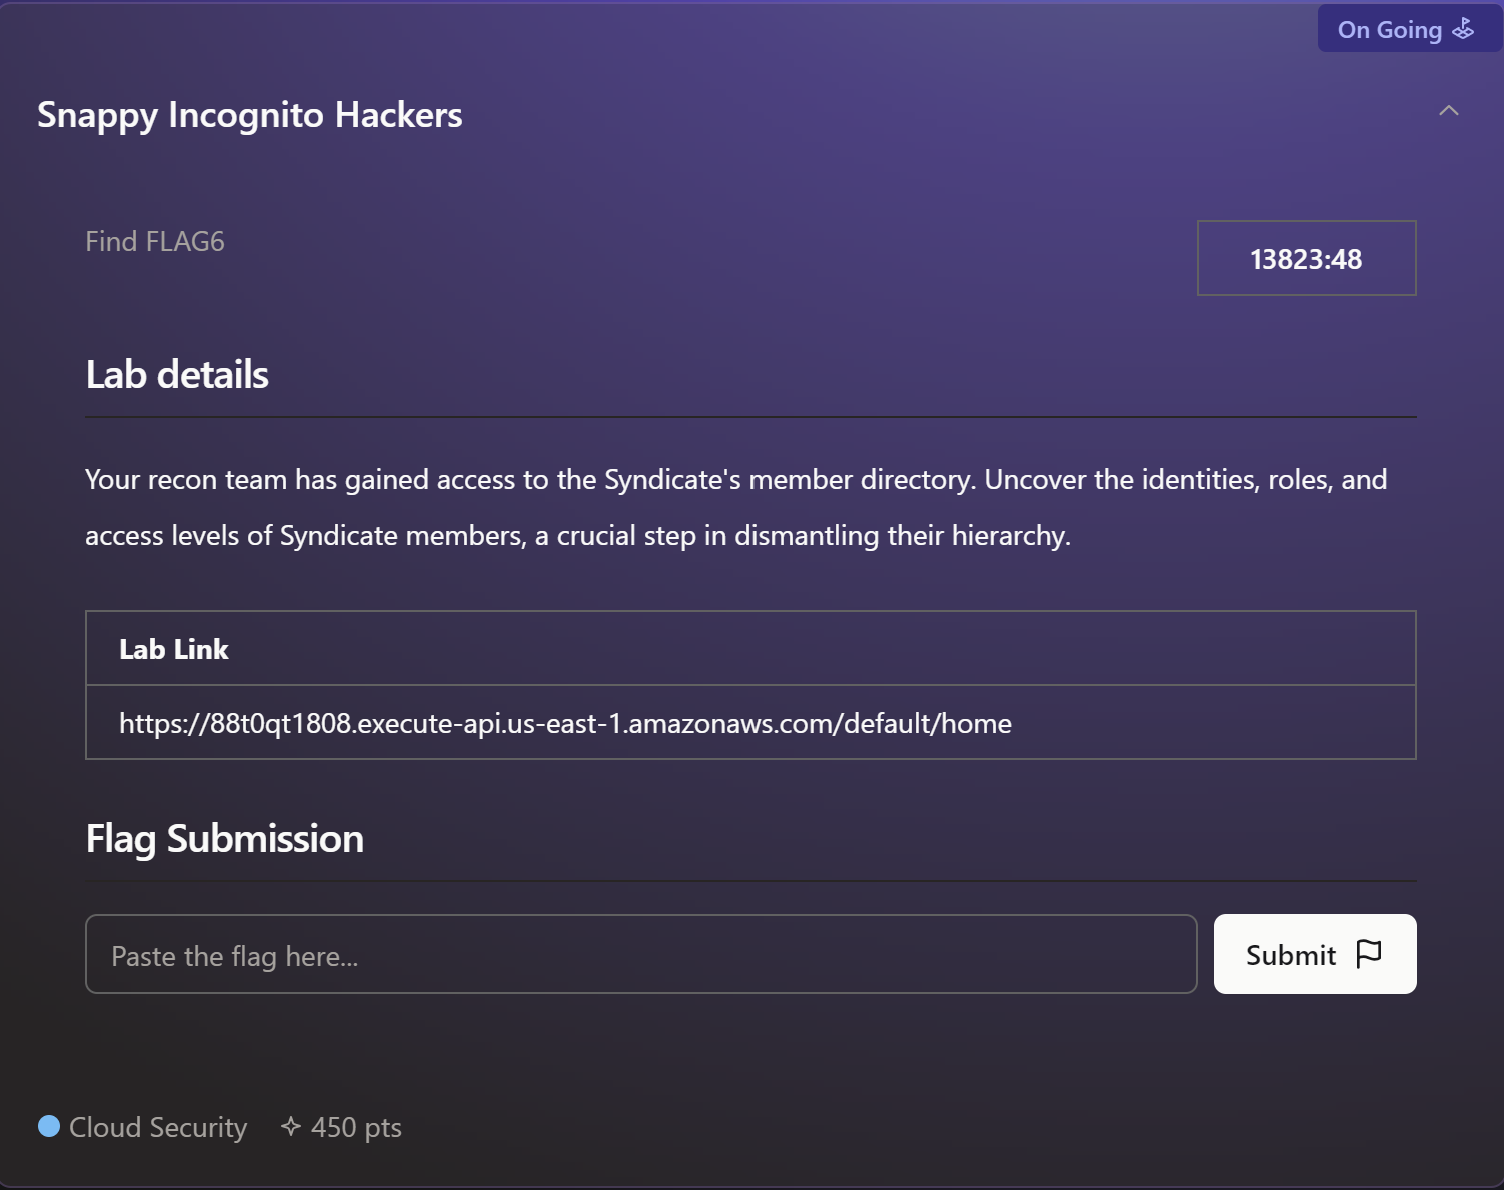 On Going
Snappy Incognito Hackers
Find FLAG6
13823:48
Lab details
Your recon team has gained access to the Syndicate's member directory. Uncover the identities, roles, and
access levels of Syndicate members, a crucial step in dismantling their hierarchy.
Lab Link
https://88t0qt1808.execute-api.us-east-1.amazonaws.com/default/home
Flag Submission
Paste the flag here...
Submit
Cloud Security
450 pts